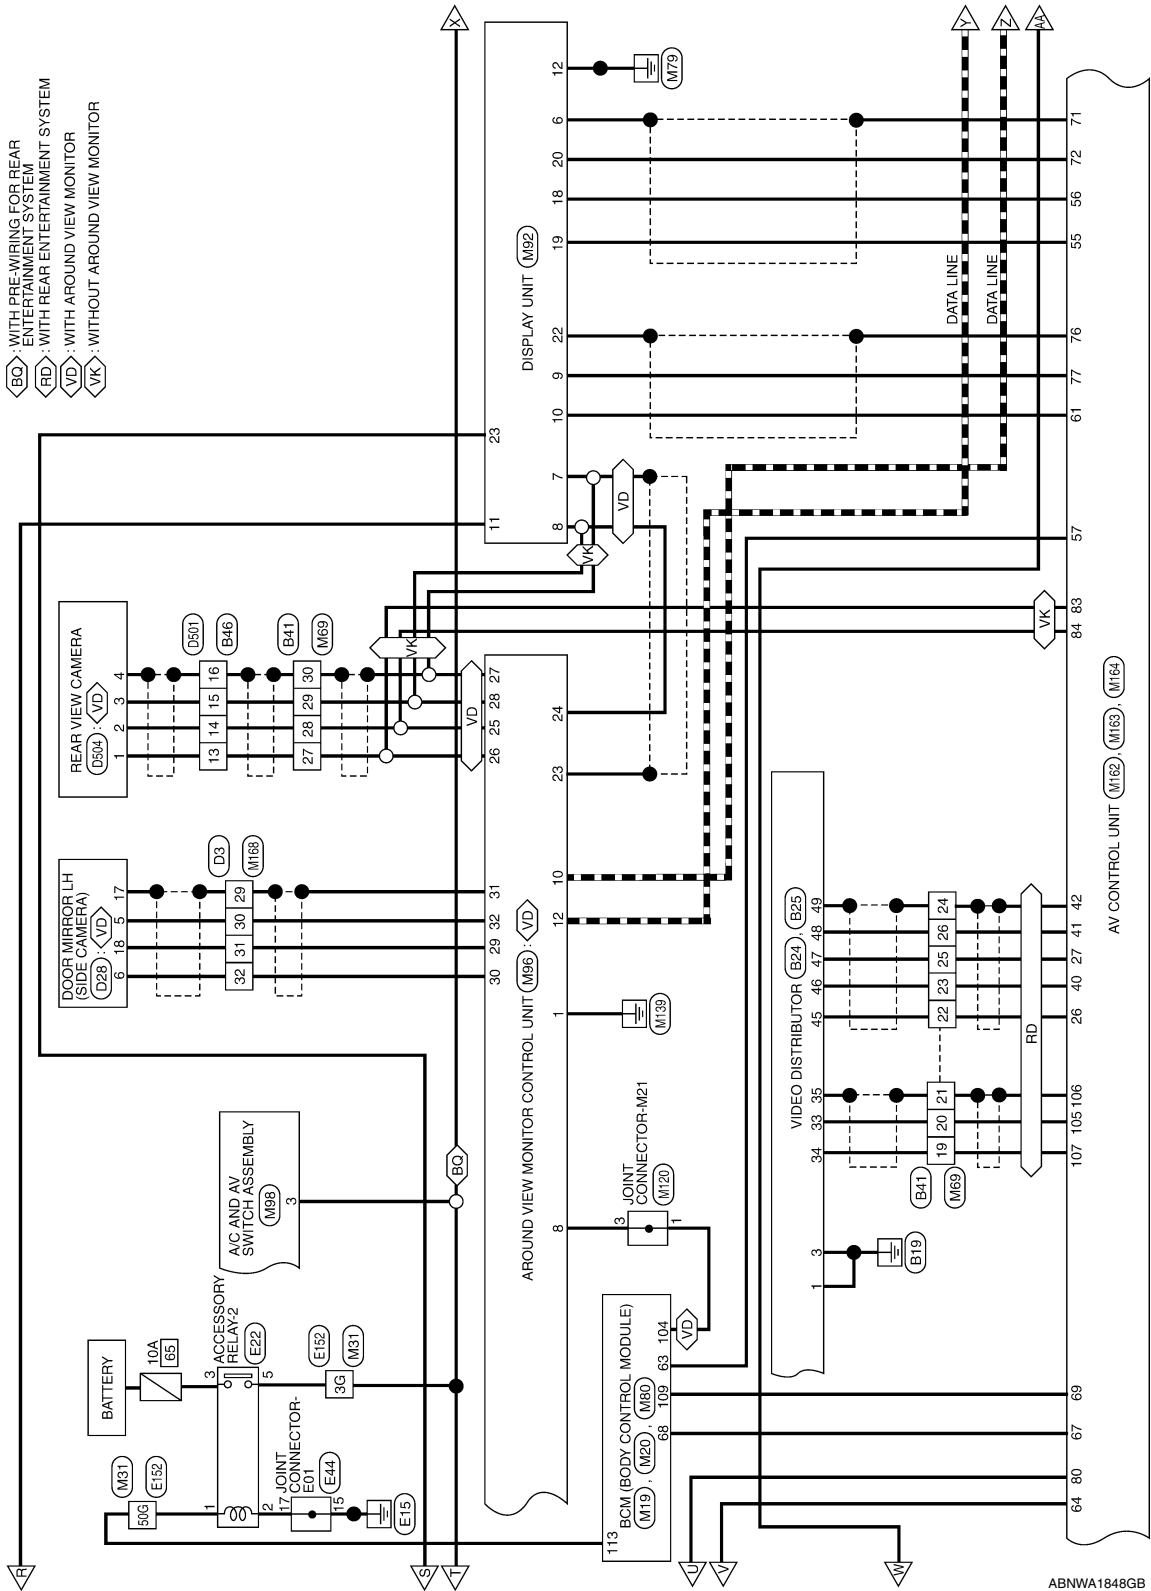 BQ : WITH PRE-WIRING FOR REAR
ENTERTAINMENT SYSTEM
RD : WITH REAR ENTERTAINMENT SYSTEM
VD : WITH AROUND VIEW MONITOR
VK : WITHOUT AROUND VIEW MONITOR
R
S
T
X
BATTERY
10A
65
ACCESSORY
RELAY-2
E22
3
5
1
2
M31
E152
50G
E152
M31
3G
JOINT
CONNECTOR-
E01
E44
17
15
E15
A/C AND AV
SWITCH ASSEMBLY
M98
3
BQ
DOOR MIRROR LH
(SIDE CAMERA)
D28 : VD
6 18 5 17
D3
M168
32 31 30 29
30 29 32 31
REAR VIEW CAMERA
D504 : VD
1 2 3 4
D501
B46
13 14 15 16
B41
M69
27 28 29 30
VK
VD
26 25 28 27
AROUND VIEW MONITOR CONTROL UNIT M96 : VD
8 1 12 10 23 24
M139
JOINT
CONNECTOR-M21
M120
3
1
DISPLAY UNIT M92
11 23
8 7 10 9 22 19 18 20 6 12
VK
VD
M79
DATA LINE
DATA LINE
Y
Z
AA
BCM (BODY CONTROL MODULE)
M19 , M20 , M80
113 68 109 63 104
VD
U
V
W
VIDEO DISTRIBUTOR B24 , B25
1 3 34 33 35 45 46 47 48 49
B19
B41
M69
19 20 21 22 23 25 26 24
RD
VK
64 80 67 69 107 105 106 26 40 27 41 42 84 83 57 61 77 76 55 56 72 71
AV CONTROL UNIT M162 , M163 , M164
ABNWA1848GB